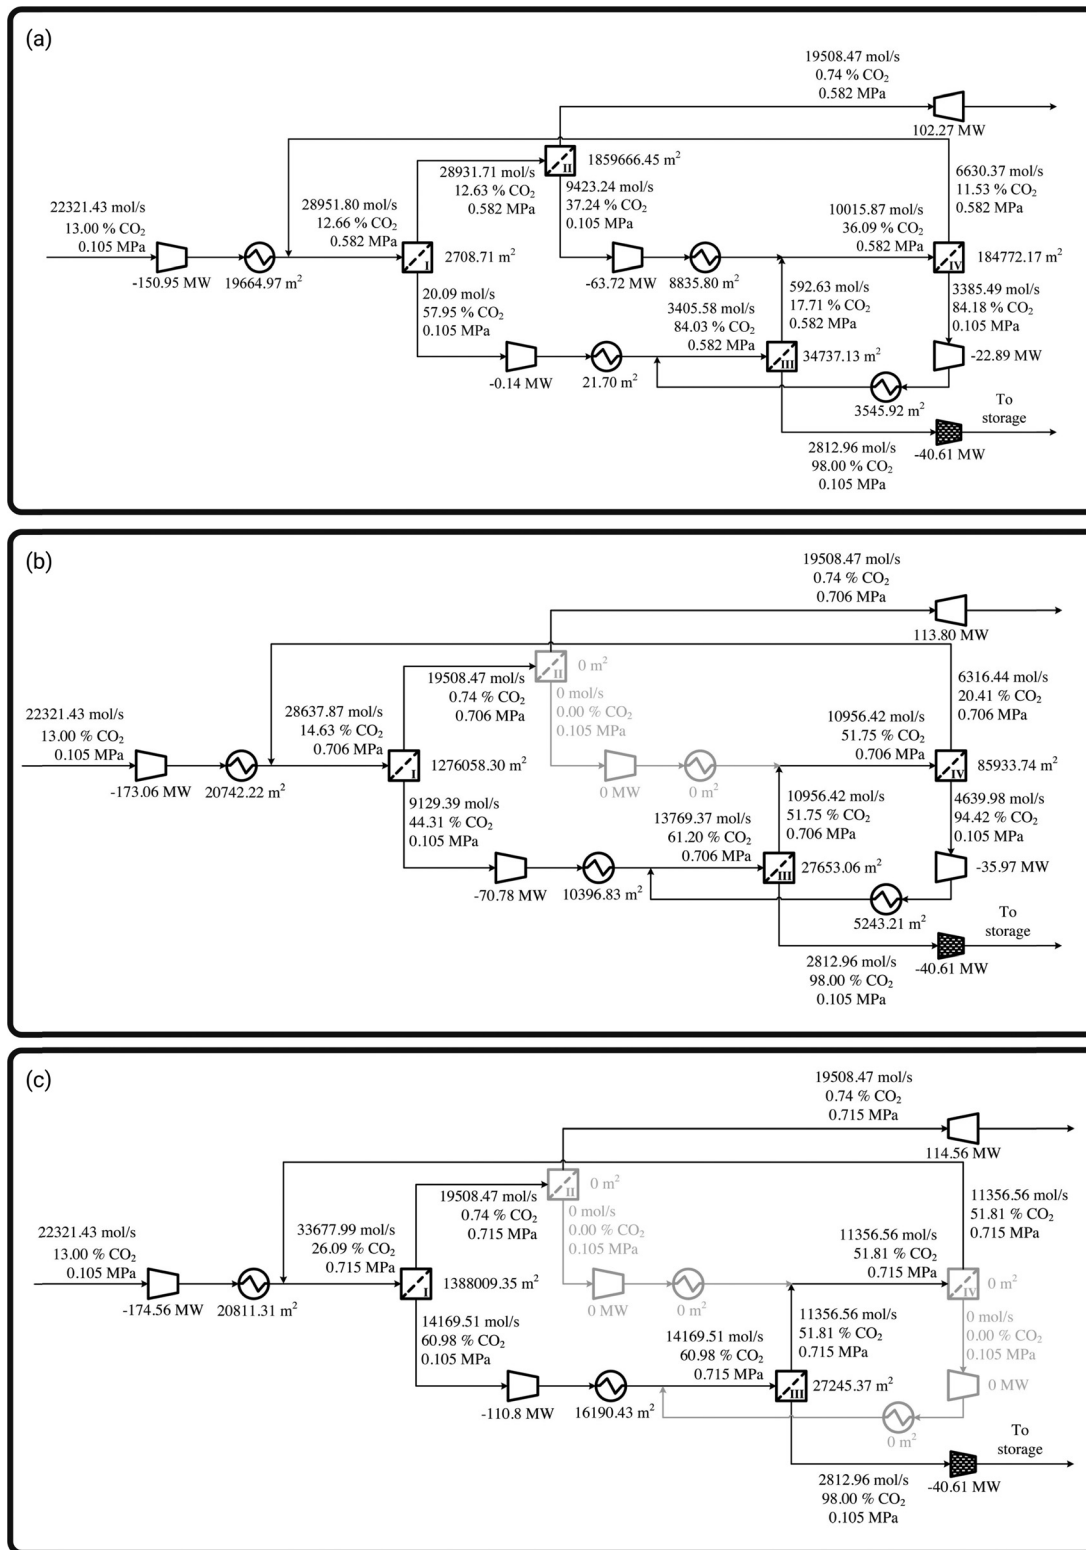 (a)
19508.47 mol/s
0.74 % CO₂
0.582 MPa
102.27 MW
II
1859666.45 m²
28931.71 mol/s
12.63 % CO₂
0.582 MPa
9423.24 mol/s
37.24 % CO₂
0.105 MPa
6630.37 mol/s
11.53 % CO₂
0.582 MPa
22321.43 mol/s
13.00 % CO₂
0.105 MPa
28951.80 mol/s
12.66 % CO₂
0.582 MPa
10015.87 mol/s
36.09 % CO₂
0.582 MPa
-150.95 MW
19664.97 m²
I
2708.71 m²
-63.72 MW
8835.80 m²
IV
184772.17 m²
20.09 mol/s
57.95 % CO₂
0.105 MPa
3405.58 mol/s
84.03 % CO₂
0.582 MPa
592.63 mol/s
17.71 % CO₂
0.582 MPa
3385.49 mol/s
84.18 % CO₂
0.105 MPa
-0.14 MW
21.70 m²
III
34737.13 m²
-22.89 MW
3545.92 m²
To
storage
2812.96 mol/s
98.00 % CO₂
0.105 MPa
-40.61 MW
(b)
19508.47 mol/s
0.74 % CO₂
0.706 MPa
113.80 MW
II
0 m²
19508.47 mol/s
0.74 % CO₂
0.706 MPa
0 mol/s
0.00 % CO₂
0.105 MPa
6316.44 mol/s
20.41 % CO₂
0.706 MPa
22321.43 mol/s
13.00 % CO₂
0.105 MPa
28637.87 mol/s
14.63 % CO₂
0.706 MPa
10956.42 mol/s
51.75 % CO₂
0.706 MPa
-173.06 MW
20742.22 m²
I
1276058.30 m²
0 MW
0 m²
IV
85933.74 m²
9129.39 mol/s
44.31 % CO₂
0.105 MPa
13769.37 mol/s
61.20 % CO₂
0.706 MPa
10956.42 mol/s
51.75 % CO₂
0.706 MPa
4639.98 mol/s
94.42 % CO₂
0.105 MPa
-70.78 MW
10396.83 m²
III
27653.06 m²
-35.97 MW
5243.21 m²
To
storage
2812.96 mol/s
98.00 % CO₂
0.105 MPa
-40.61 MW
(c)
19508.47 mol/s
0.74 % CO₂
0.715 MPa
114.56 MW
II
0 m²
19508.47 mol/s
0.74 % CO₂
0.715 MPa
0 mol/s
0.00 % CO₂
0.105 MPa
11356.56 mol/s
51.81 % CO₂
0.715 MPa
22321.43 mol/s
13.00 % CO₂
0.105 MPa
33677.99 mol/s
26.09 % CO₂
0.715 MPa
11356.56 mol/s
51.81 % CO₂
0.715 MPa
-174.56 MW
20811.31 m²
I
1388009.35 m²
0 MW
0 m²
IV
0 m²
14169.51 mol/s
60.98 % CO₂
0.105 MPa
14169.51 mol/s
60.98 % CO₂
0.715 MPa
11356.56 mol/s
51.81 % CO₂
0.715 MPa
0 mol/s
0.00 % CO₂
0.105 MPa
-110.8 MW
16190.43 m²
III
27245.37 m²
0 MW
0 m²
To
storage
2812.96 mol/s
98.00 % CO₂
0.105 MPa
-40.61 MW